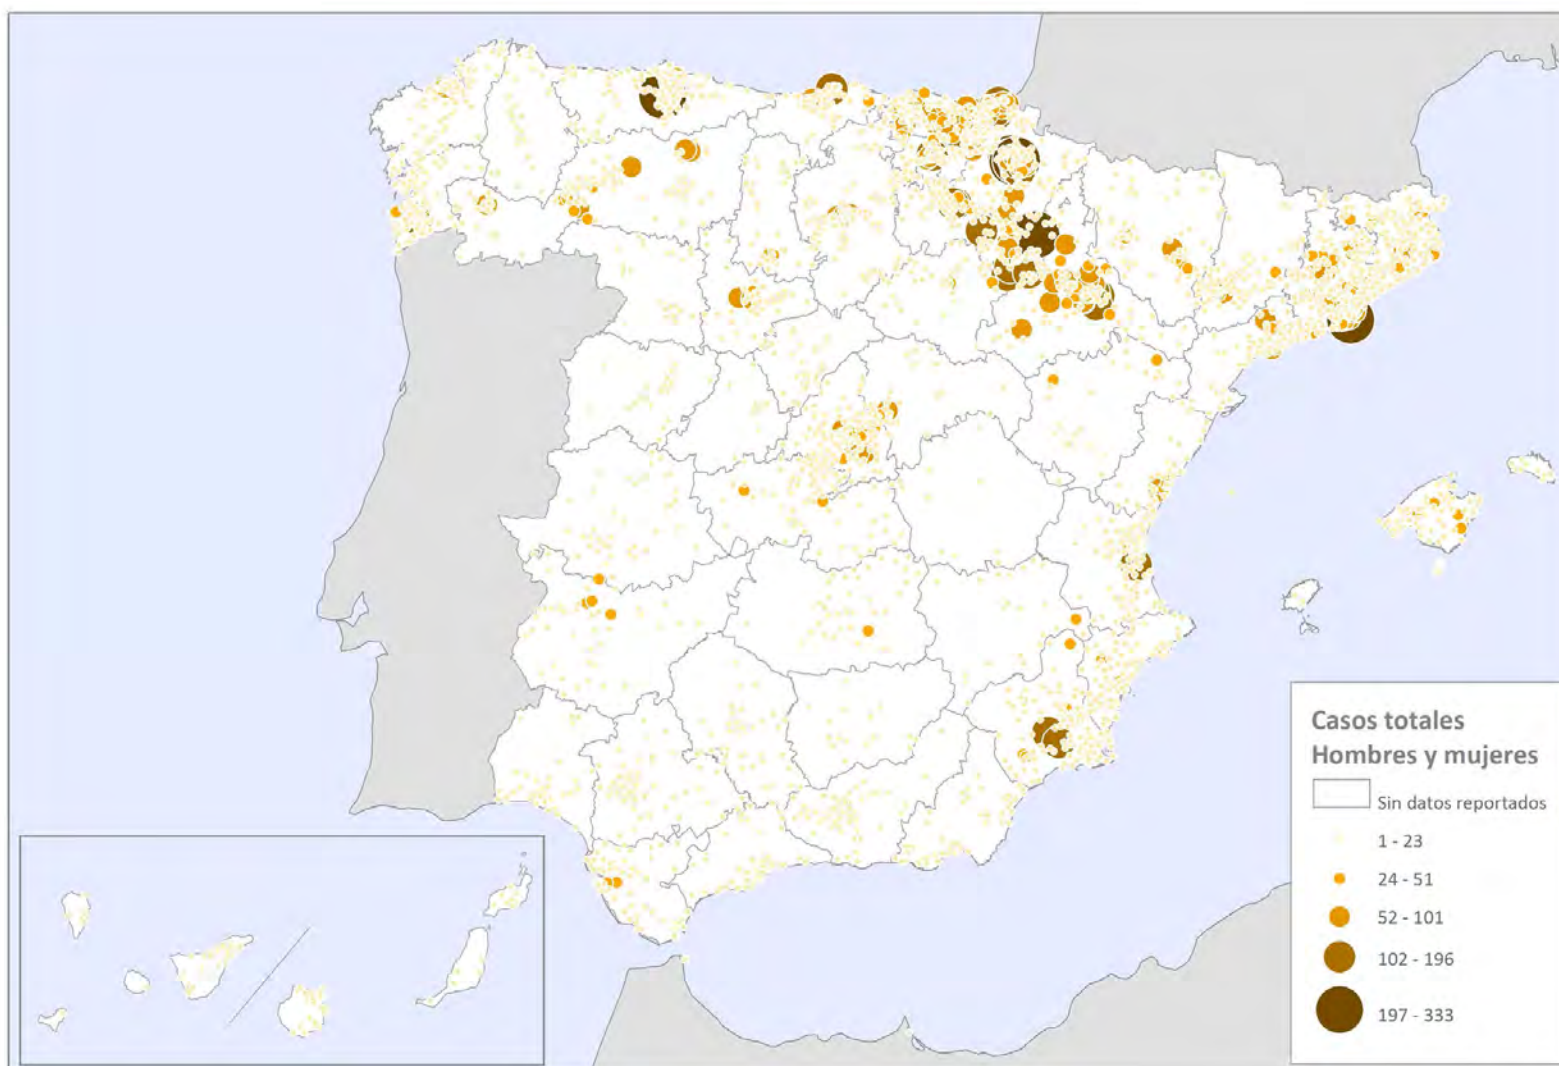 Casos totales
Hombres y mujeres
Sin datos reportados
1 - 23
24 - 51
52 - 101
102 - 196
197 - 333